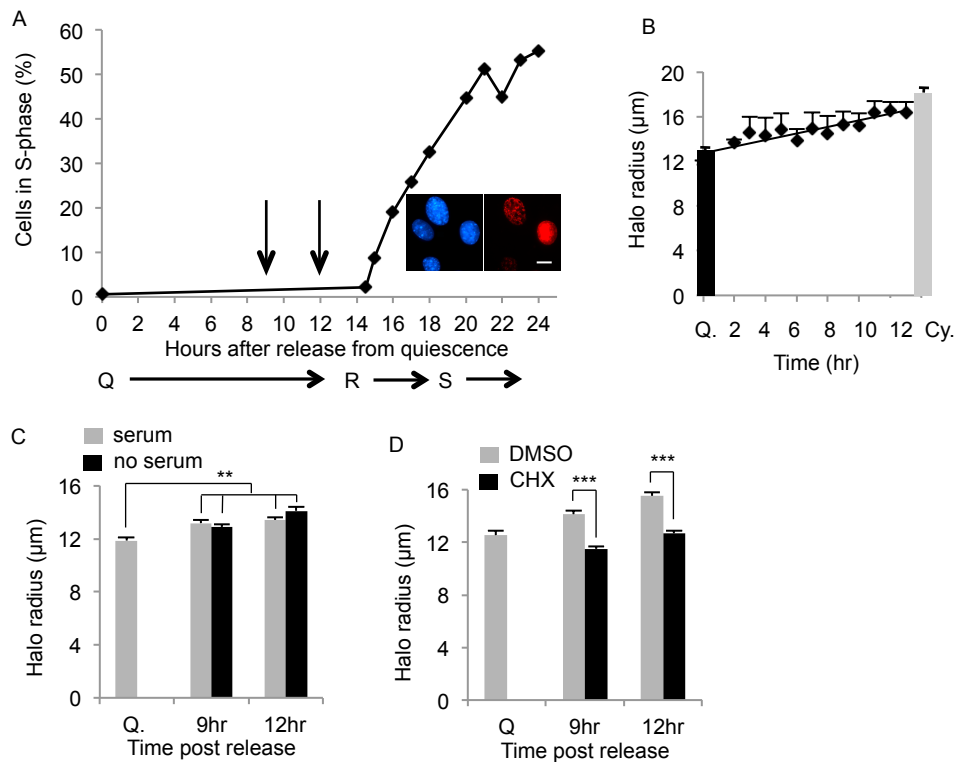 A
Cells in S-phase (%)
60
50
40
30
20
10
0
0 2 4 6 8 10 12 14 16 18 20 22 24
Hours after release from quiescence
Q R S
B
Halo radius (µm)
20
16
12
8
4
0
Q. 2 4 6 8 10 12 Cy.
Time (hr)
C
serum
no serum
**
Halo radius (µm)
16
12
8
4
0
Q. 9hr 12hr
Time post release
D
DMSO
CHX
***
***
Halo radius (µm)
16
12
8
4
0
Q 9hr 12hr
Time post release